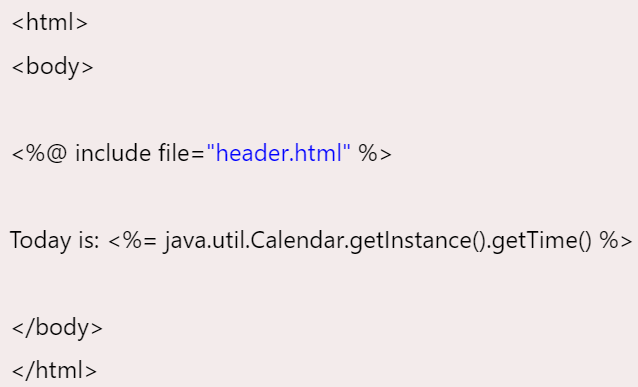 <html>
<body>
<%@ include file="header.html" %>
Today is: <%= java.util.Calendar.getInstance().getTime() %>
</body>
</html>